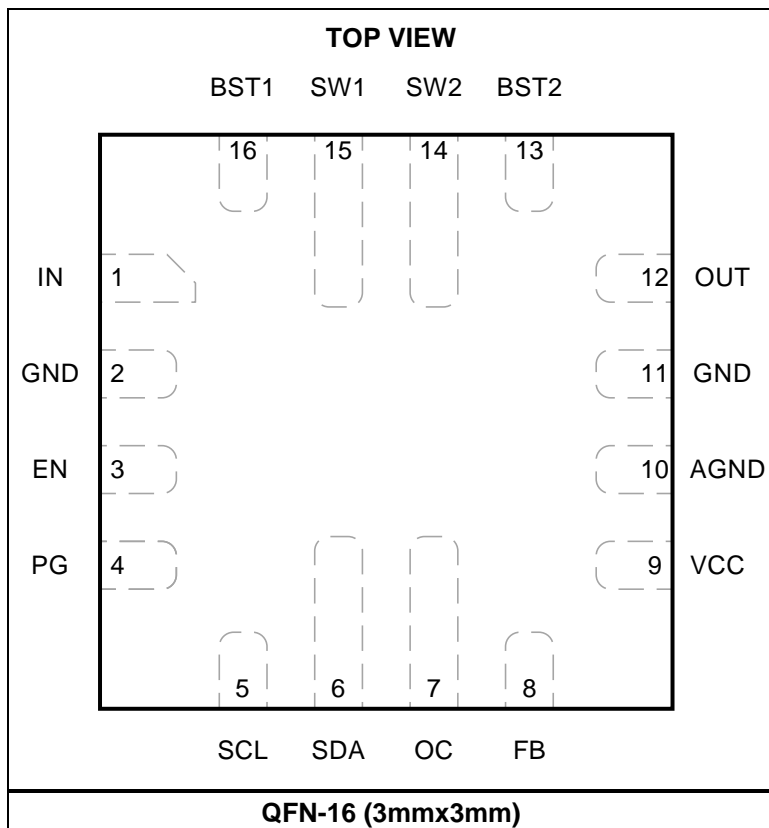 TOP VIEW
BST1 SW1 SW2 BST2
16 15 14 13
IN 1 12 OUT
GND 2 11 GND
EN 3 10 AGND
PG 4 9 VCC
5 6 7 8
SCL SDA OC FB
QFN-16 (3mmx3mm)